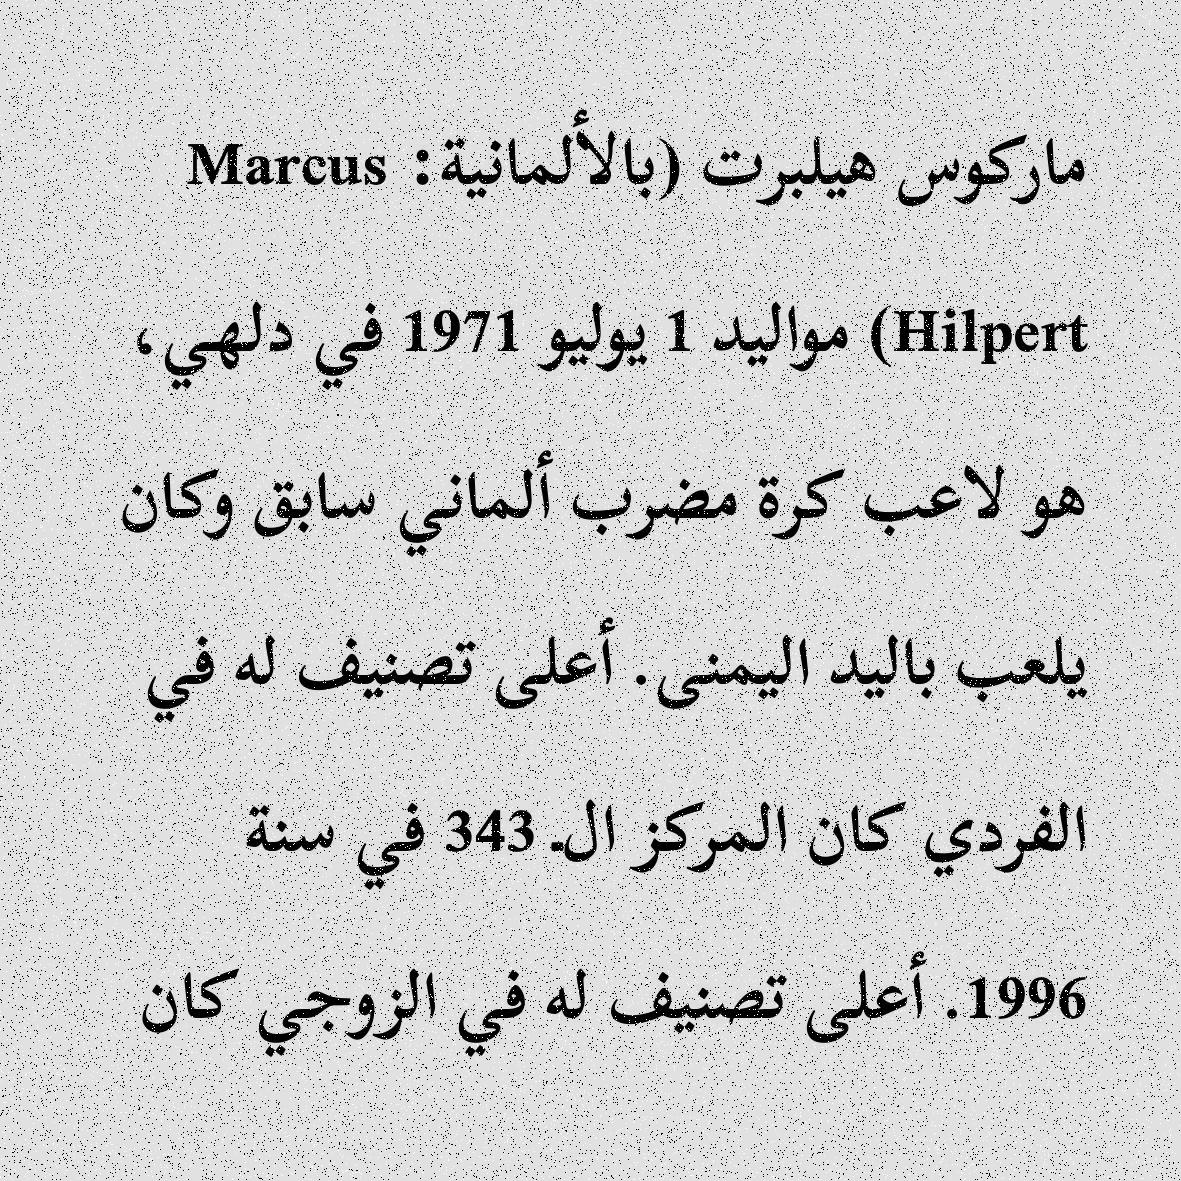 ماركوس هيلبرت (بالألمانية: Marcus
Hilpert) مواليد 1 يوليو 1971 في دلهي،
هو لاعب كرة مضرب ألماني سابق وكان
يلعب باليد اليمنى. أعلى تصنيف له في
الفردي كان المركز الـ 343 في سنة
1996. أعلى تصنيف له في الزوجي كان